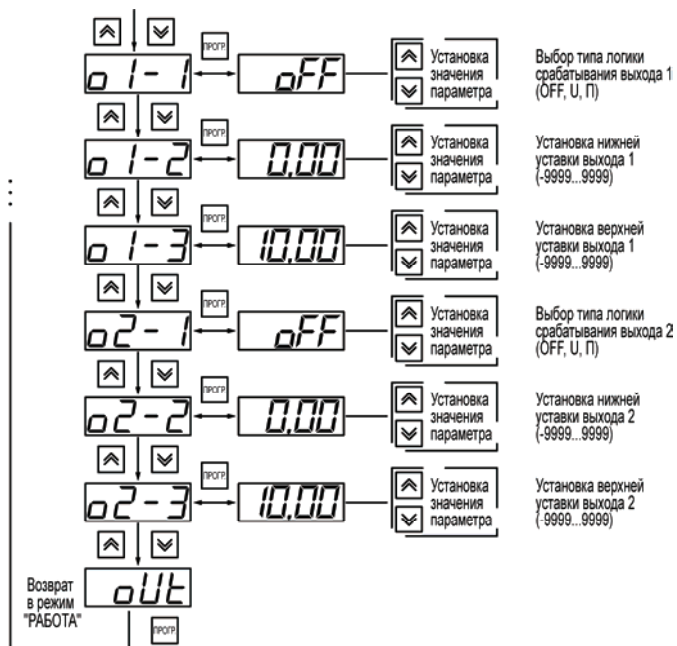 ПРОГР.
o1-1
oFF
Установка
значения
параметра
Выбор типа логики
срабатывания выхода 1
(OFF, U, П)
ПРОГР.
o1-2
0.00
Установка
значения
параметра
Установка нижней
уставки выхода 1
(-9999...9999)
ПРОГР.
o1-3
10.00
Установка
значения
параметра
Установка верхней
уставки выхода 1
(-9999...9999)
ПРОГР.
o2-1
oFF
Установка
значения
параметра
Выбор типа логики
срабатывания выхода 2
(OFF, U, П)
ПРОГР.
o2-2
0.00
Установка
значения
параметра
Установка нижней
уставки выхода 2
(-9999...9999)
ПРОГР.
o2-3
10.00
Установка
значения
параметра
Установка верхней
уставки выхода 2
(-9999...9999)
oUt
Возврат
в режим
"РАБОТА"
ПРОГР.